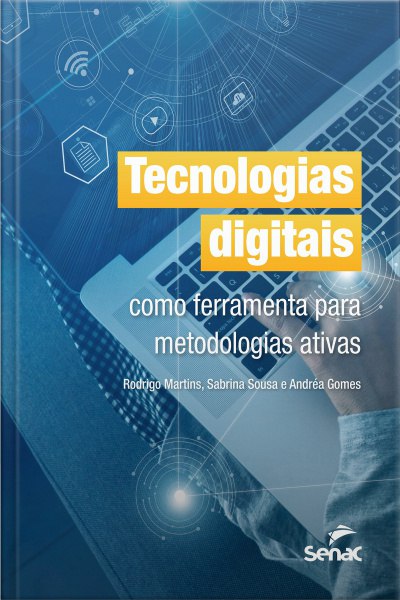 Tecnologias
digitais
como ferramenta para
metodologias ativas
Rodrigo Martins, Sabrina Sousa e Andréa Gomes
Senac